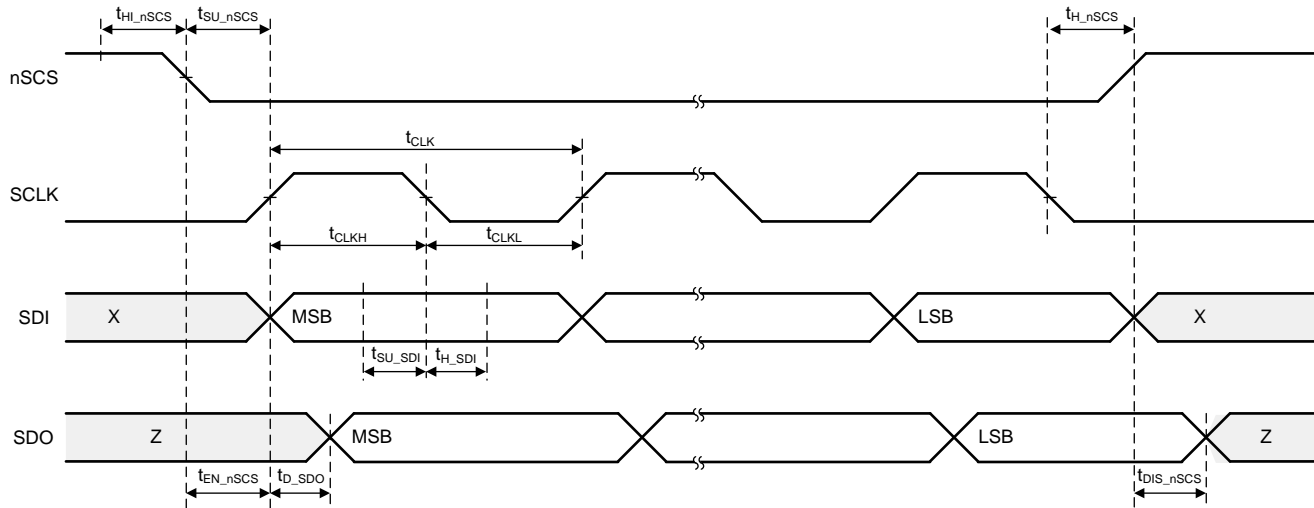 tHI_nSCS tSU_nSCS tH_nSCS
nSCS
tCLK
SCLK
tCLKH tCLKL
SDI X MSB LSB X
tSU_SDI tH_SDI
SDO Z MSB LSB Z
tEN_nSCS tD_SDO tDIS_nSCS